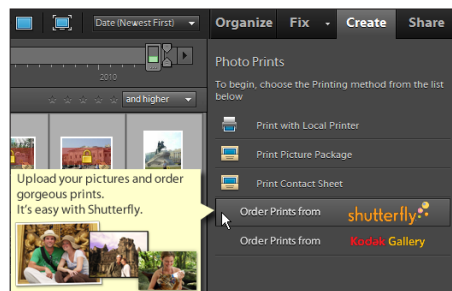 Date (Newest First)
Organize Fix Create Share
2010
and higher
Photo Prints
To begin, choose the Printing method from the list
below
Print with Local Printer
Print Picture Package
Print Contact Sheet
Order Prints from shutterfly
Order Prints from Kodak Gallery
Upload your pictures and order
gorgeous prints.
It's easy with Shutterfly.